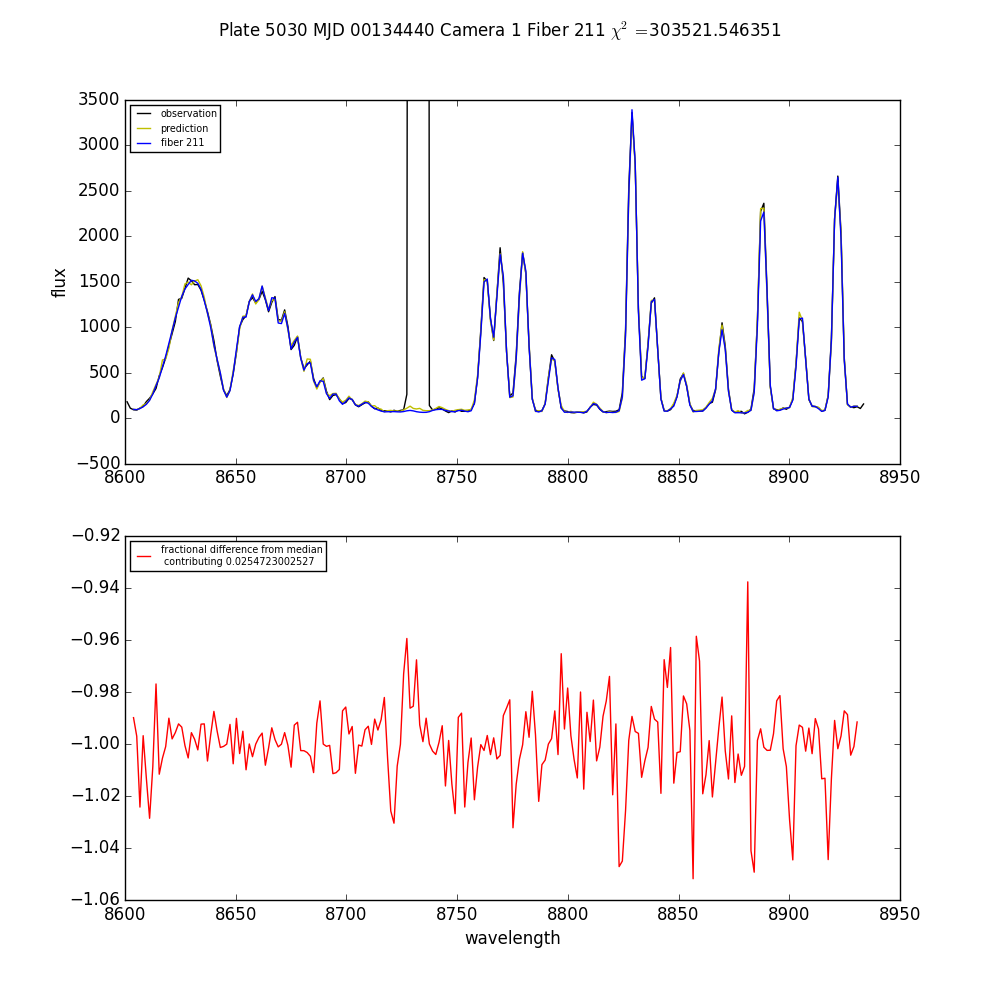 Plate 5030 MJD 00134440 Camera 1 Fiber 211 χ² =303521.546351
3500
3000
2500
2000
1500
1000
500
0
−500
flux
observation
prediction
fiber 211
8600 8650 8700 8750 8800 8850 8900 8950
−0.92
−0.94
−0.96
−0.98
−1.00
−1.02
−1.04
−1.06
fractional difference from median
contributing 0.0254723002527
8600 8650 8700 8750 8800 8850 8900 8950
wavelength